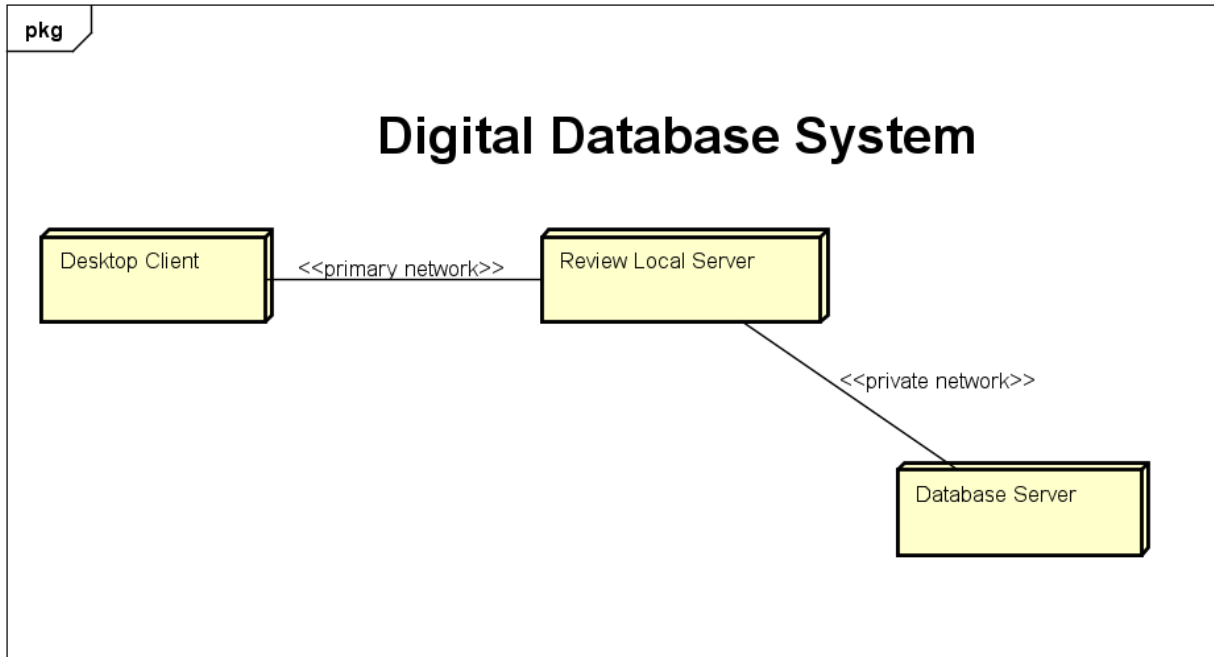 pkg
Digital Database System
Desktop Client
<<primary network>>
Review Local Server
<<private network>>
Database Server